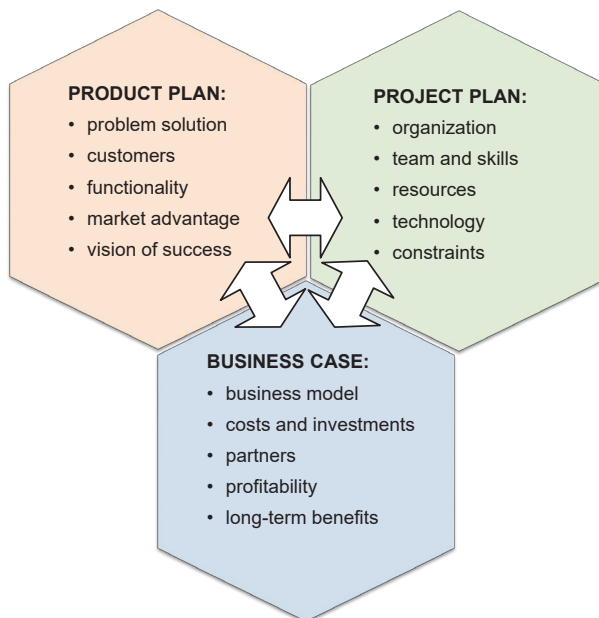 PRODUCT PLAN:
• problem solution
• customers
• functionality
• market advantage
• vision of success
PROJECT PLAN:
• organization
• team and skills
• resources
• technology
• constraints
BUSINESS CASE:
• business model
• costs and investments
• partners
• profitability
• long-term benefits